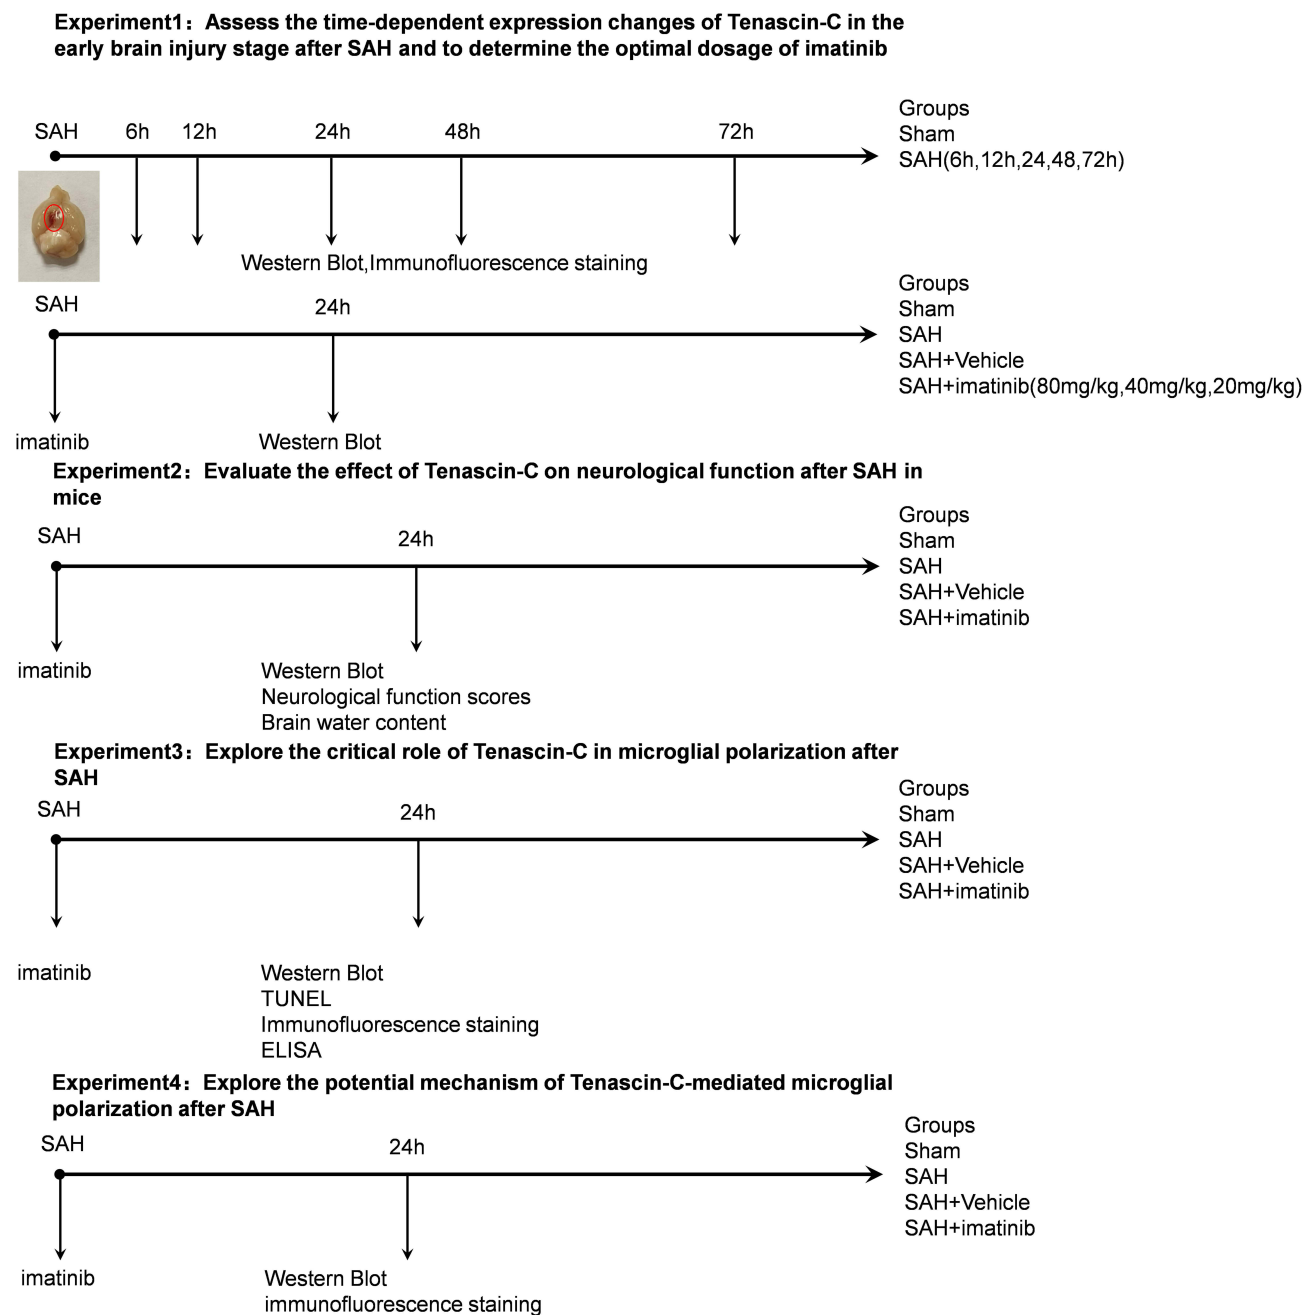 Experiment1：Assess the time-dependent expression changes of Tenascin-C in the
early brain injury stage after SAH and to determine the optimal dosage of imatinib
SAH 6h 12h 24h 48h 72h
Groups
Sham
SAH(6h,12h,24,48,72h)
Western Blot,Immunofluorescence staining
SAH 24h
Groups
Sham
SAH
SAH+Vehicle
SAH+imatinib(80mg/kg,40mg/kg,20mg/kg)
imatinib Western Blot
Experiment2：Evaluate the effect of Tenascin-C on neurological function after SAH in
mice
SAH 24h
Groups
Sham
SAH
SAH+Vehicle
SAH+imatinib
imatinib Western Blot
Neurological function scores
Brain water content
Experiment3：Explore the critical role of Tenascin-C in microglial polarization after
SAH
SAH 24h
Groups
Sham
SAH
SAH+Vehicle
SAH+imatinib
imatinib Western Blot
TUNEL
Immunofluorescence staining
ELISA
Experiment4：Explore the potential mechanism of Tenascin-C-mediated microglial
polarization after SAH
SAH 24h
Groups
Sham
SAH
SAH+Vehicle
SAH+imatinib
imatinib Western Blot
immunofluorescence staining